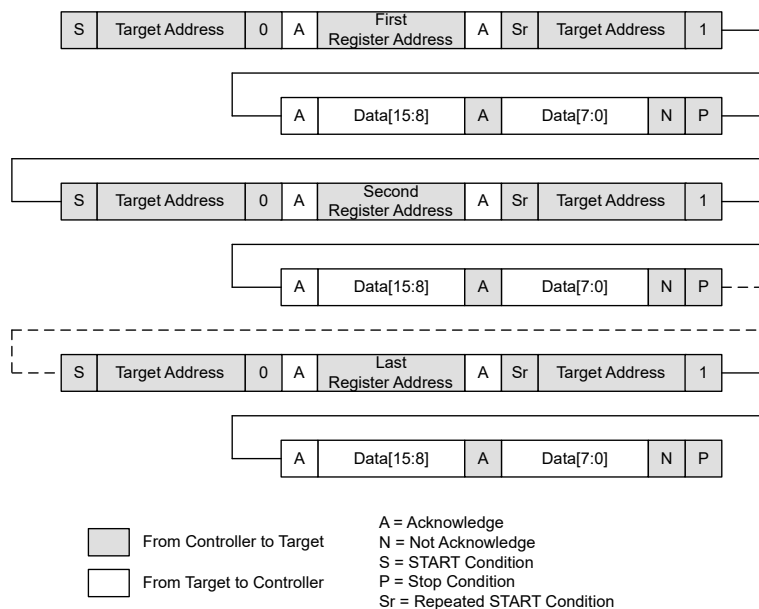 S Target Address 0 A First Register Address A Sr Target Address 1
A Data[15:8] A Data[7:0] N P
S Target Address 0 A Second Register Address A Sr Target Address 1
A Data[15:8] A Data[7:0] N P
S Target Address 0 A Last Register Address A Sr Target Address 1
A Data[15:8] A Data[7:0] N P
From Controller to Target
From Target to Controller
A = Acknowledge
N = Not Acknowledge
S = START Condition
P = Stop Condition
Sr = Repeated START Condition